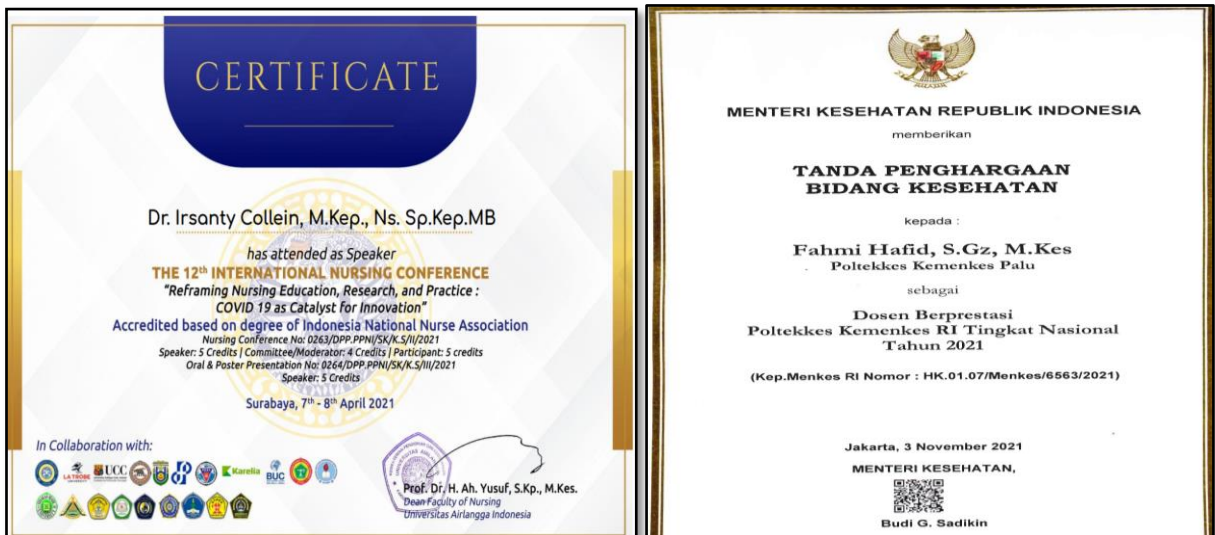 CERTIFICATE
Dr. Irsanty Collein, M.Kep., Ns. Sp.Kep.MB
has attended as Speaker
THE 12th INTERNATIONAL NURSING CONFERENCE
"Reframing Nursing Education, Research, and Practice :
COVID 19 as Catalyst for Innovation"
Accredited based on degree of Indonesia National Nurse Association
Nursing Conference No: 0263/DPP.PPNI/SK/K.S/II/2021
Speaker: 5 Credits | Committee/Moderator: 4 Credits | Participant: 5 credits
Oral & Poster Presentation No: 0264/DPP.PPNI/SK/K.S/III/2021
Speaker: 5 Credits
Surabaya, 7th - 8th April 2021
In Collaboration with:
LA TROBE
UCC
Karelia
BUC
Prof. Dr. H. Ah. Yusuf, S.Kp., M.Kes.
Dean Faculty of Nursing
Universitas Airlangga Indonesia
MENTERI KESEHATAN REPUBLIK INDONESIA
memberikan
TANDA PENGHARGAAN
BIDANG KESEHATAN
kepada :
Fahmi Hafid, S.Gz, M.Kes
Poltekkes Kemenkes Palu
sebagai
Dosen Berprestasi
Poltekkes Kemenkes RI Tingkat Nasional
Tahun 2021
(Kep.Menkes RI Nomor : HK.01.07/Menkes/6563/2021)
Jakarta, 3 November 2021
MENTERI KESEHATAN,
Budi G. Sadikin